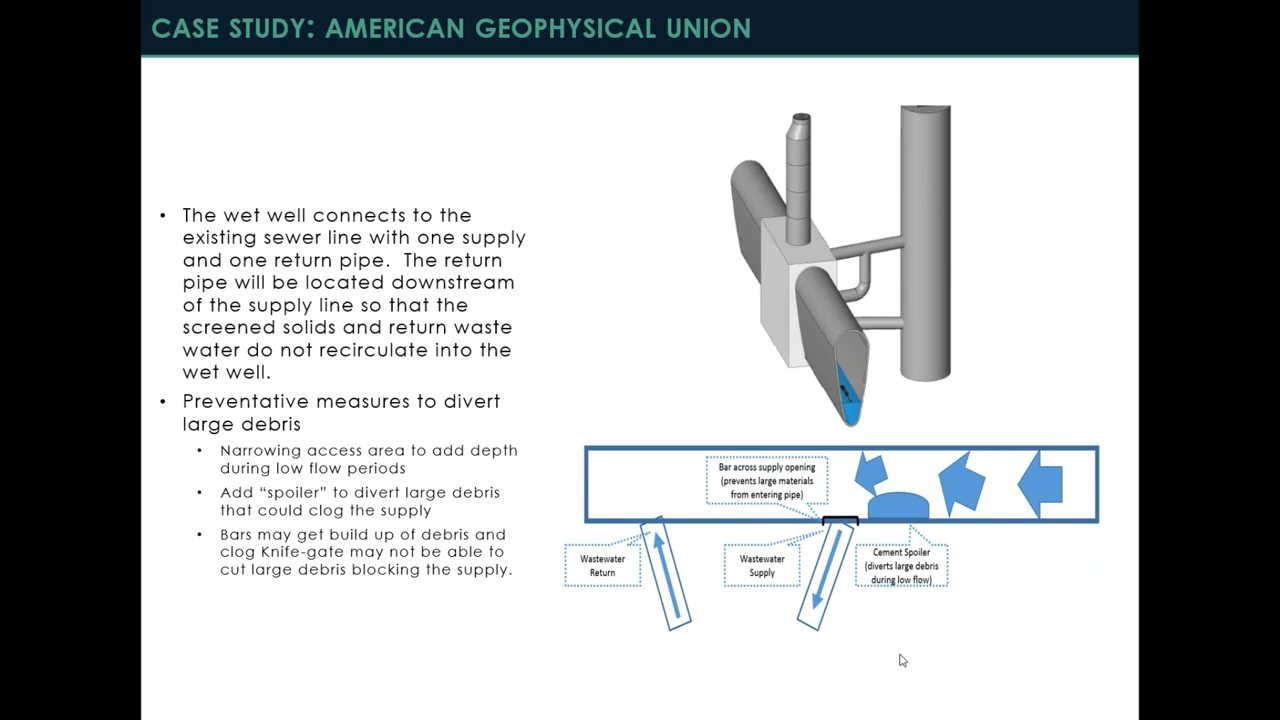 CASE STUDY: AMERICAN GEOPHYSICAL UNION
• The wet well connects to the
existing sewer line with one supply
and one return pipe. The return
pipe will be located downstream
of the supply line so that the
screened solids and return waste
water do not recirculate into the
wet well.
• Preventative measures to divert
large debris
• Narrowing access area to add depth
during low flow periods
• Add “spoiler” to divert large debris
that could clog the supply
• Bars may get build up of debris and
clog Knife-gate may not be able to
cut large debris blocking the supply.
Bar across supply opening
(prevents large materials
from entering pipe)
Wastewater
Return
Wastewater
Supply
Cement Spoiler
(diverts large debris
during low flow)